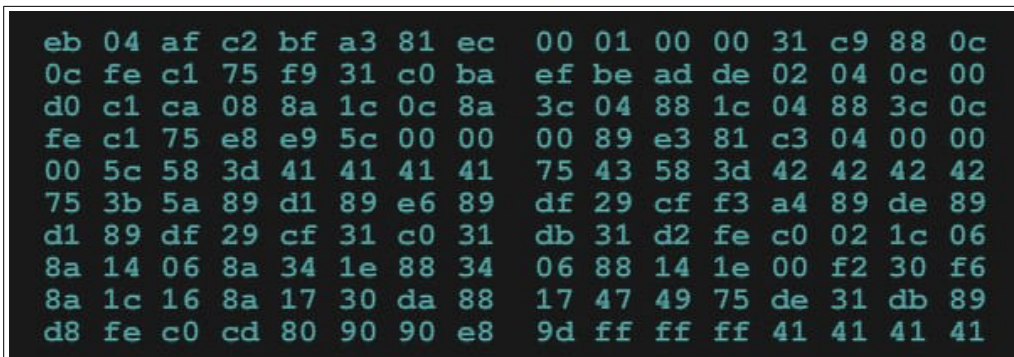 eb 04 af c2 bf a3 81 ec 00 01 00 00 31 c9 88 0c
0c fe c1 75 f9 31 c0 ba ef be ad de 02 04 0c 00
d0 c1 ca 08 8a 1c 0c 8a 3c 04 88 1c 04 88 3c 0c
fe c1 75 e8 e9 5c 00 00 00 89 e3 81 c3 04 00 00
00 5c 58 3d 41 41 41 41 75 43 58 3d 42 42 42 42
75 3b 5a 89 d1 89 e6 89 df 29 cf f3 a4 89 de 89
d1 89 df 29 cf 31 c0 31 db 31 d2 fe c0 02 1c 06
8a 14 06 8a 34 1e 88 34 06 88 14 1e 00 f2 30 f6
8a 1c 16 8a 17 30 da 88 17 47 49 75 de 31 db 89
d8 fe c0 cd 80 90 90 e8 9d ff ff ff 41 41 41 41